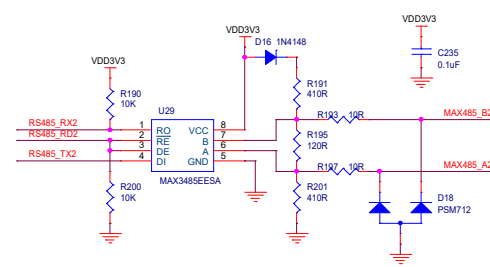 VDD3V3
VDD3V3
D16 1N4148
VDD3V3
C235
0.1uF
R190
10K
R191
410R
U29
RS485_RX2
1
RO
VCC
8
R193
10R
MAX485_B2
RS485_RD2
2
RE
B
7
R195
120R
3
DE
A
6
RS485_TX2
4
DI
GND
5
R197
10R
MAX485_A2
MAX3485EESA
R200
10K
R201
410R
D18
PSM712